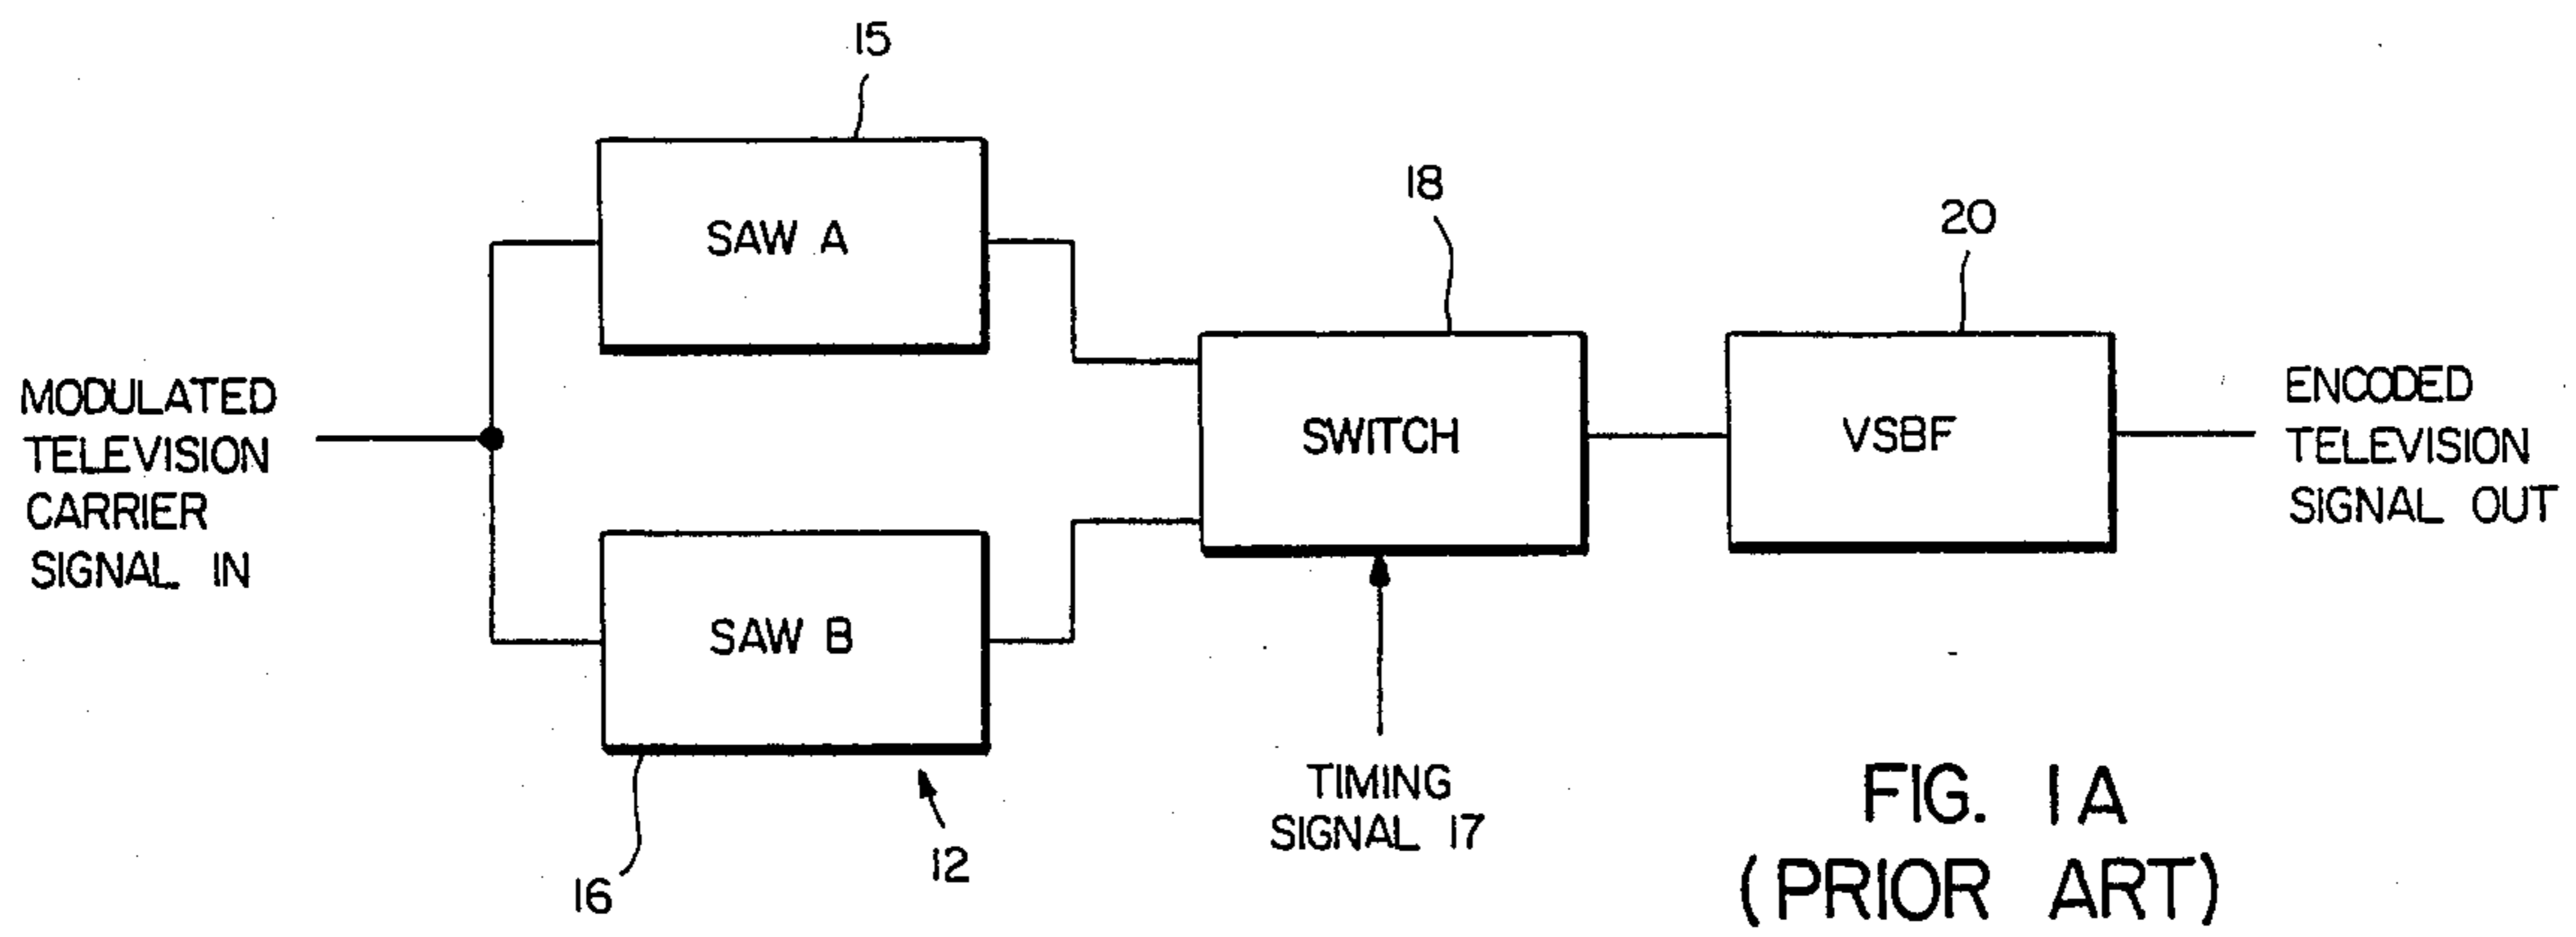 15
SAW A
18
20
MODULATED
TELEVISION
CARRIER
SIGNAL IN
SWITCH
VSBF
ENCODED
TELEVISION
SIGNAL OUT
SAW B
16
12
TIMING
SIGNAL 17
FIG. 1A
(PRIOR ART)